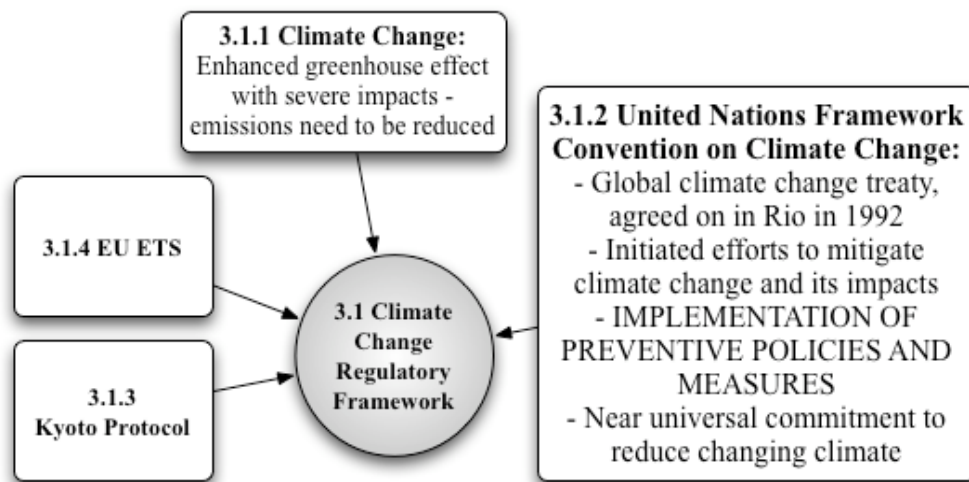 3.1.1 Climate Change:
Enhanced greenhouse effect
with severe impacts -
emissions need to be reduced
3.1.2 United Nations Framework
Convention on Climate Change:
- Global climate change treaty,
agreed on in Rio in 1992
- Initiated efforts to mitigate
climate change and its impacts
- IMPLEMENTATION OF
PREVENTIVE POLICIES AND
MEASURES
- Near universal commitment to
reduce changing climate
3.1.4 EU ETS
3.1 Climate
Change
Regulatory
Framework
3.1.3
Kyoto Protocol